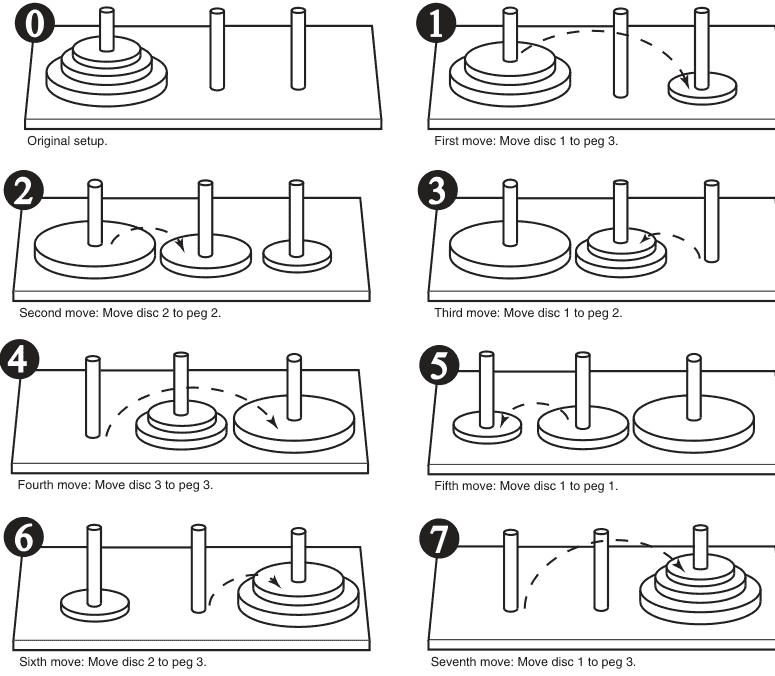 0
1
Original setup.
First move: Move disc 1 to peg 3.
2
3
Second move: Move disc 2 to peg 2.
Third move: Move disc 1 to peg 2.
4
5
Fourth move: Move disc 3 to peg 3.
Fifth move: Move disc 1 to peg 1.
6
7
Sixth move: Move disc 2 to peg 3.
Seventh move: Move disc 1 to peg 3.